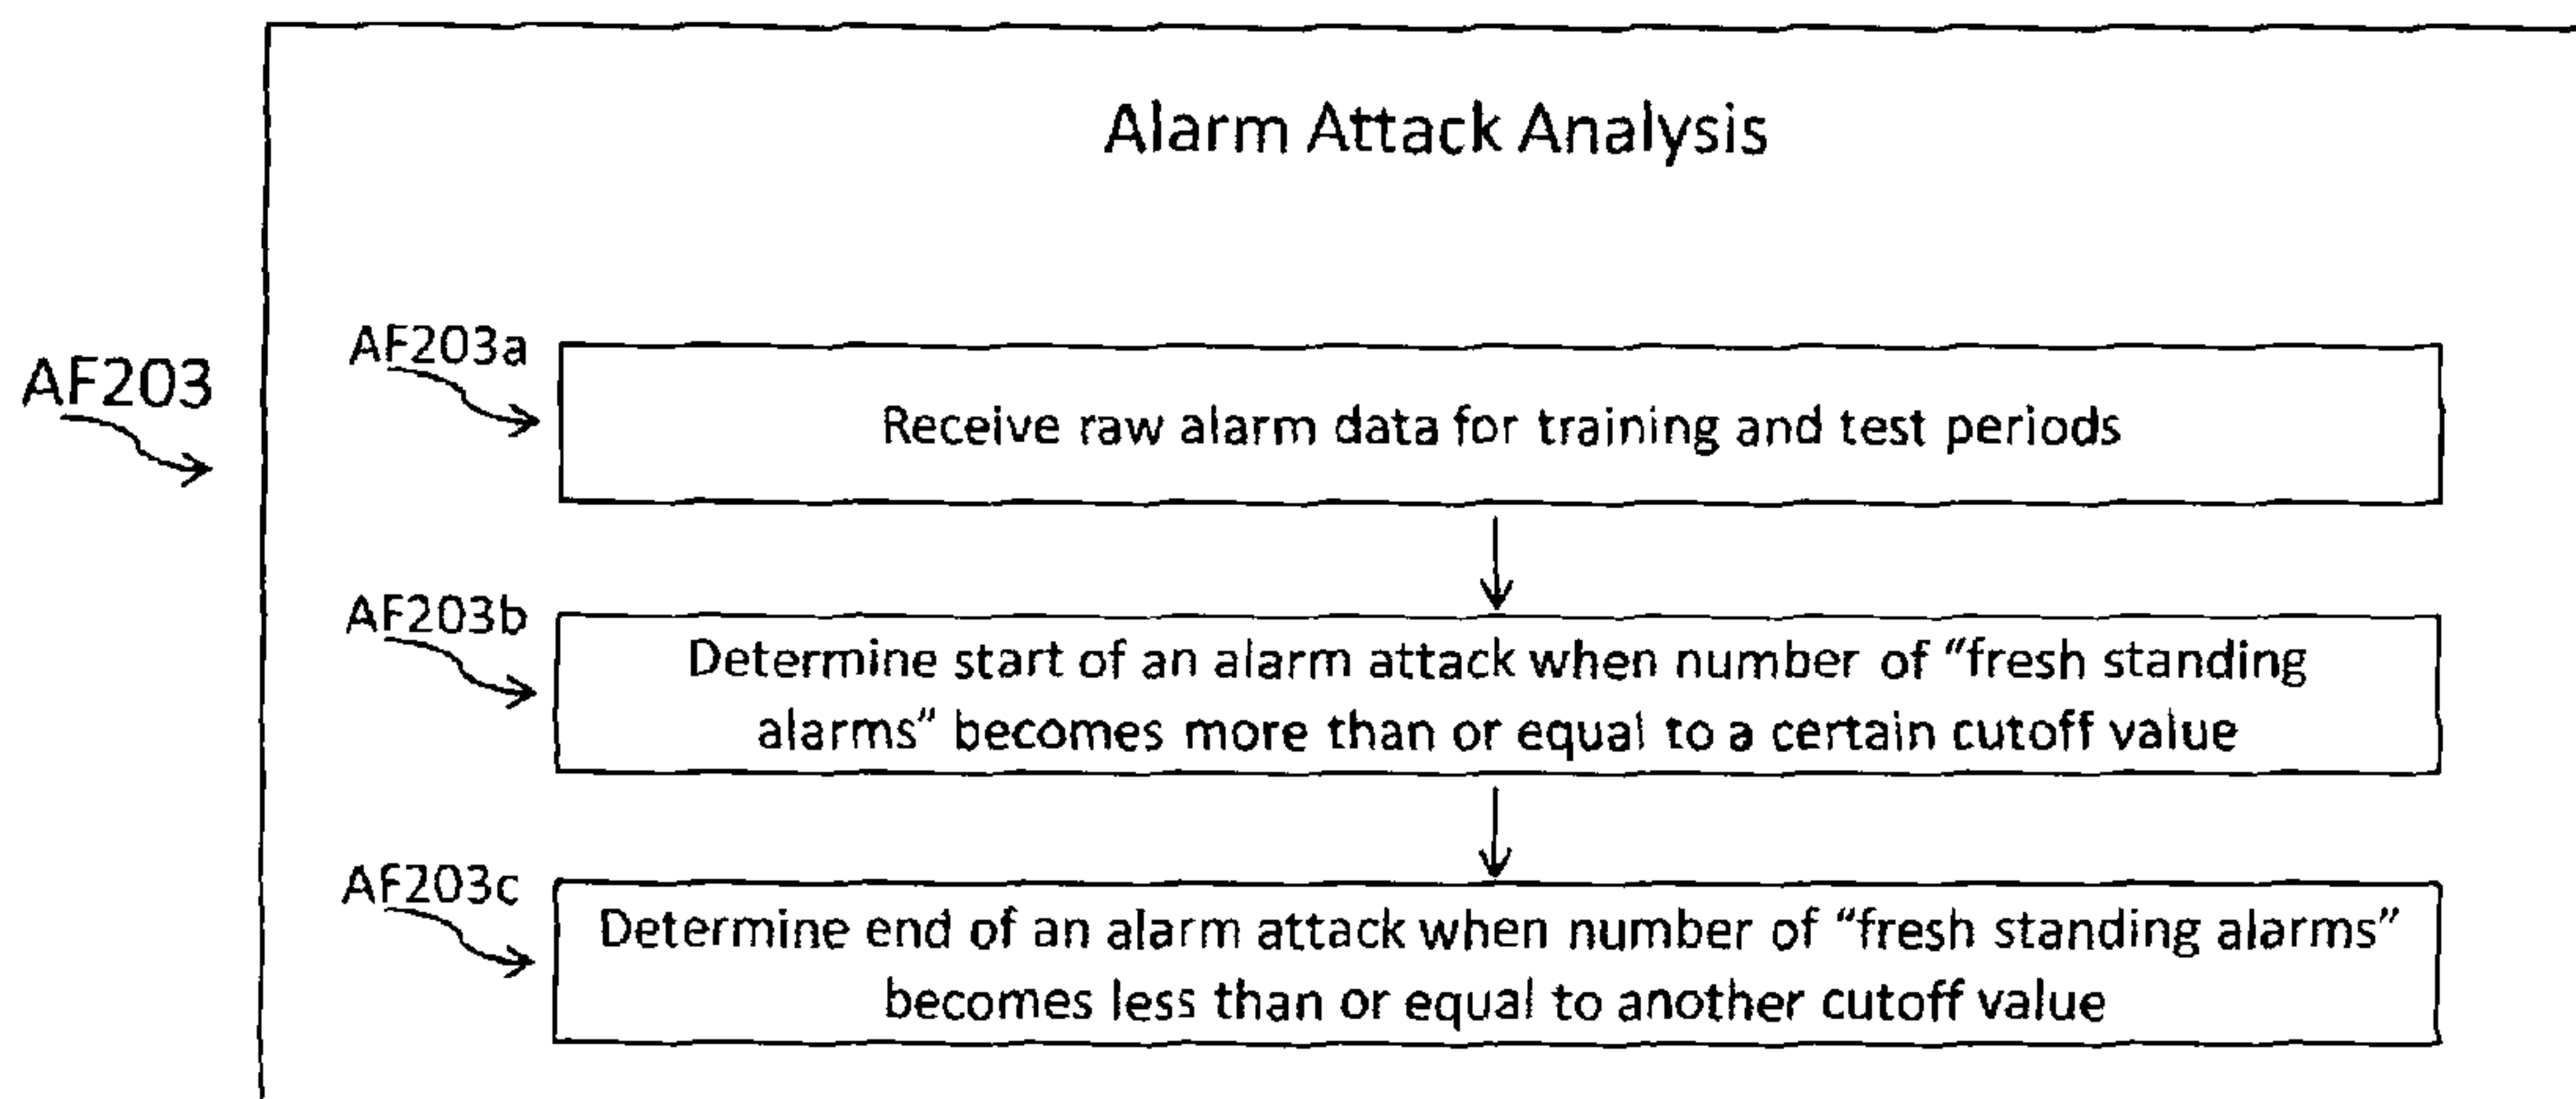 Alarm Attack Analysis
AF203
AF203a
Receive raw alarm data for training and test periods
AF203b
Determine start of an alarm attack when number of “fresh standing
alarms” becomes more than or equal to a certain cutoff value
AF203c
Determine end of an alarm attack when number of “fresh standing alarms”
becomes less than or equal to another cutoff value